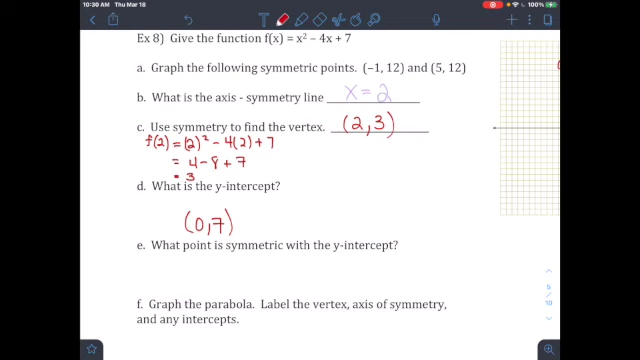 10:30 AM Thu Mar 18
Ex 8) Give the function f(x) = x² − 4x + 7
a. Graph the following symmetric points. (−1, 12) and (5, 12)
b. What is the axis - symmetry line x = 2
c. Use symmetry to find the vertex. (2, 3)
f(2) = (2)² − 4(2) + 7
= 4 − 8 + 7
= 3
d. What is the y-intercept?
(0, 7)
e. What point is symmetric with the y-intercept?
f. Graph the parabola. Label the vertex, axis of symmetry,
and any intercepts.
5
/
10